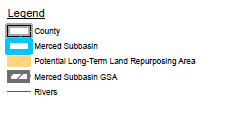 Legend
County
Merced Subbasin
Potential Long-Term Land Repurposing Area
Merced Subbasin GSA
Rivers